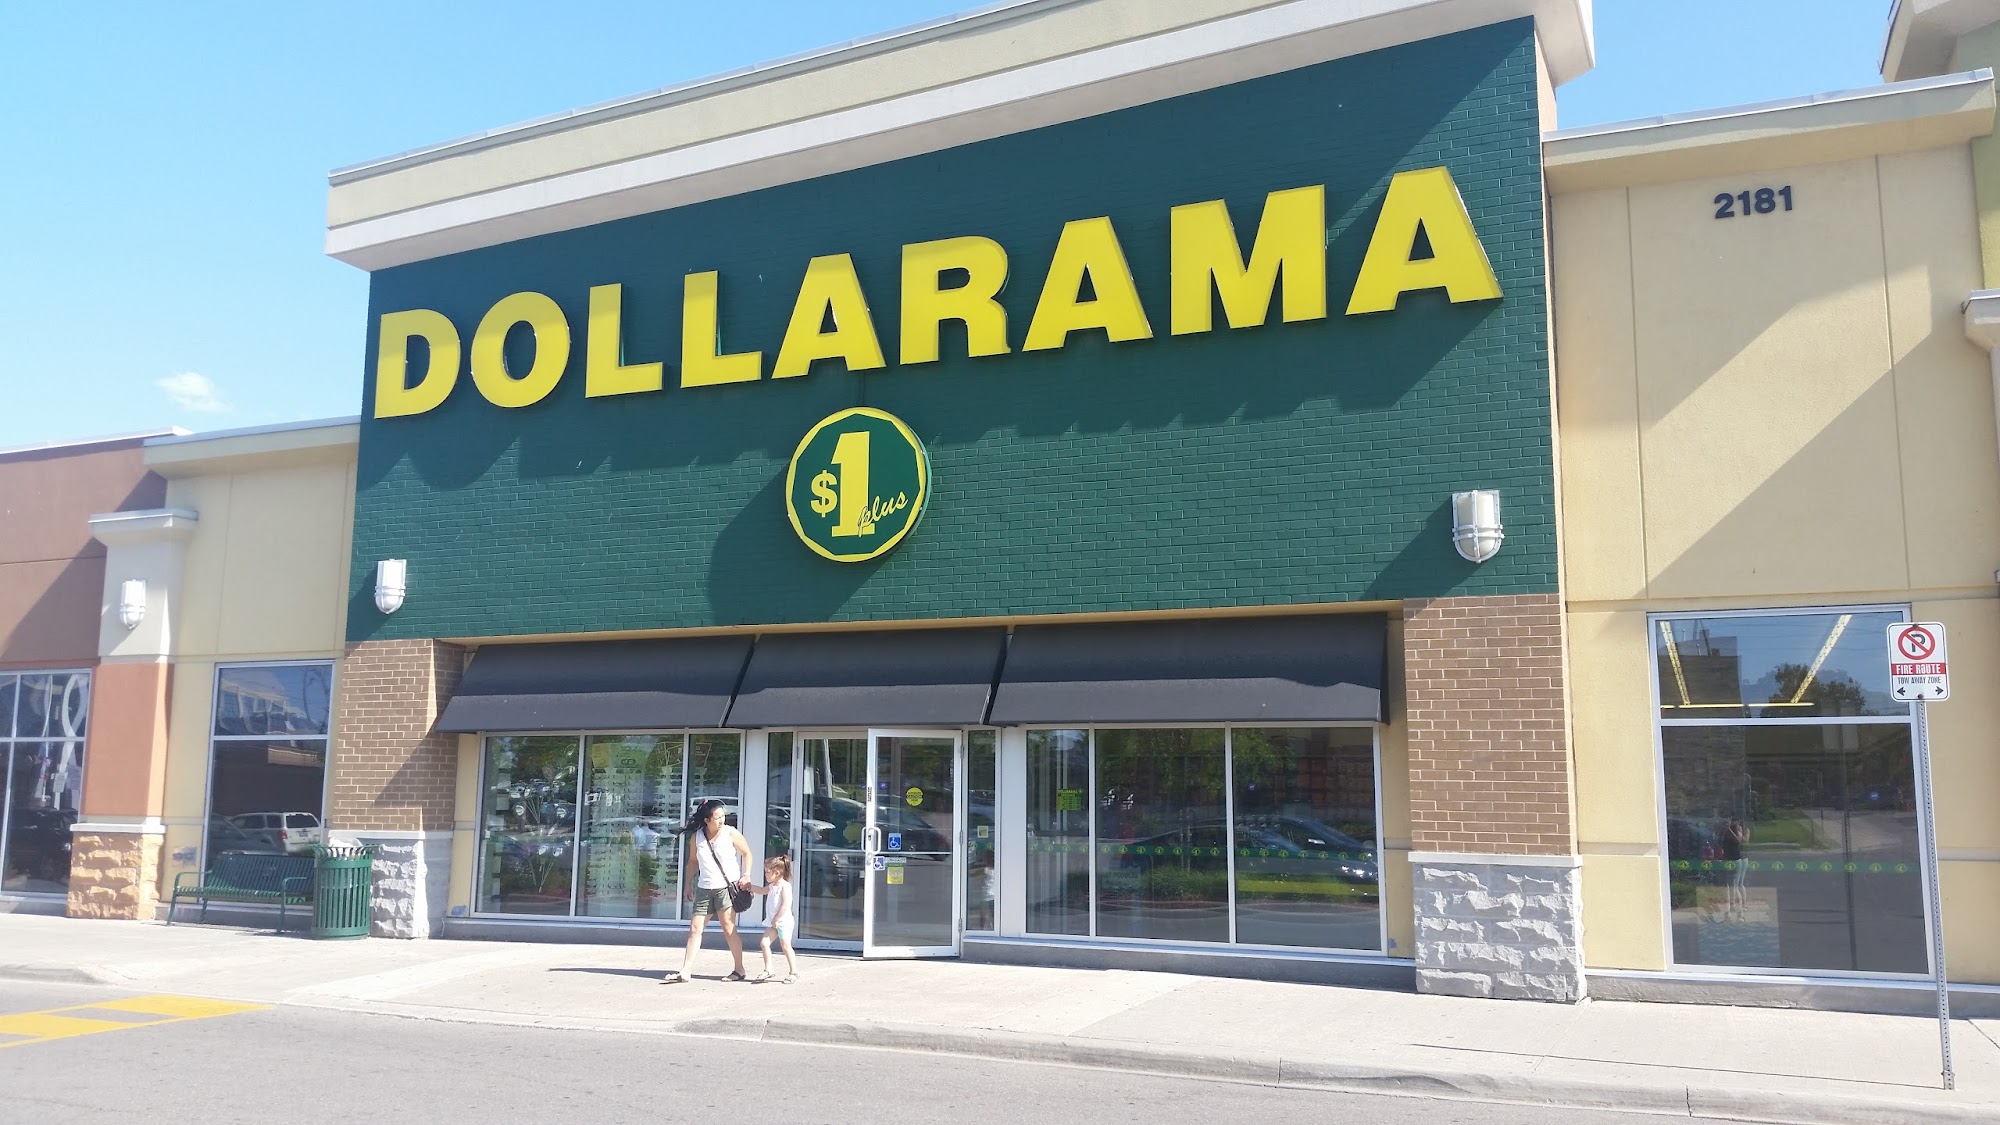 DOLLARAMA
$1 plus
2181
FIRE ROUTE
TOW AWAY ZONE